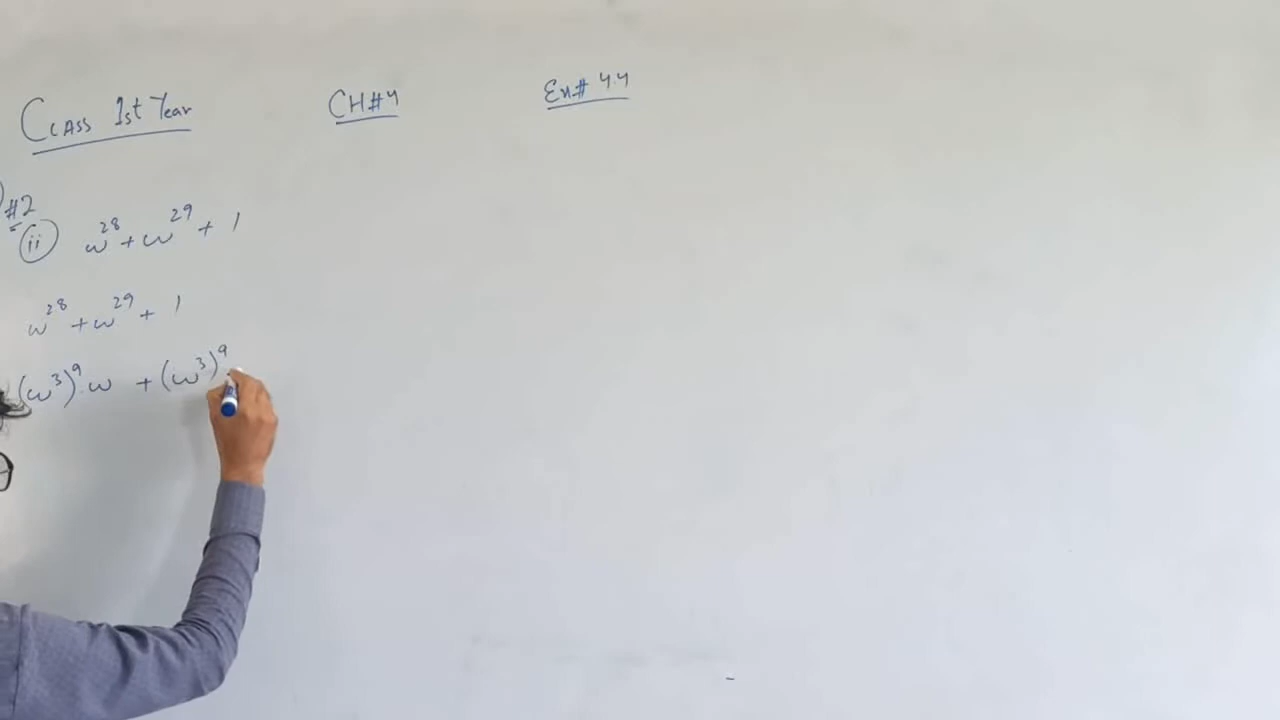 Class 1st Year CH#4 Ex# 4.4
#2
(ii) ω^28 + ω^29 + 1
ω^28 + ω^29 + 1
(ω^3)^9 . ω + (ω^3)^9 .